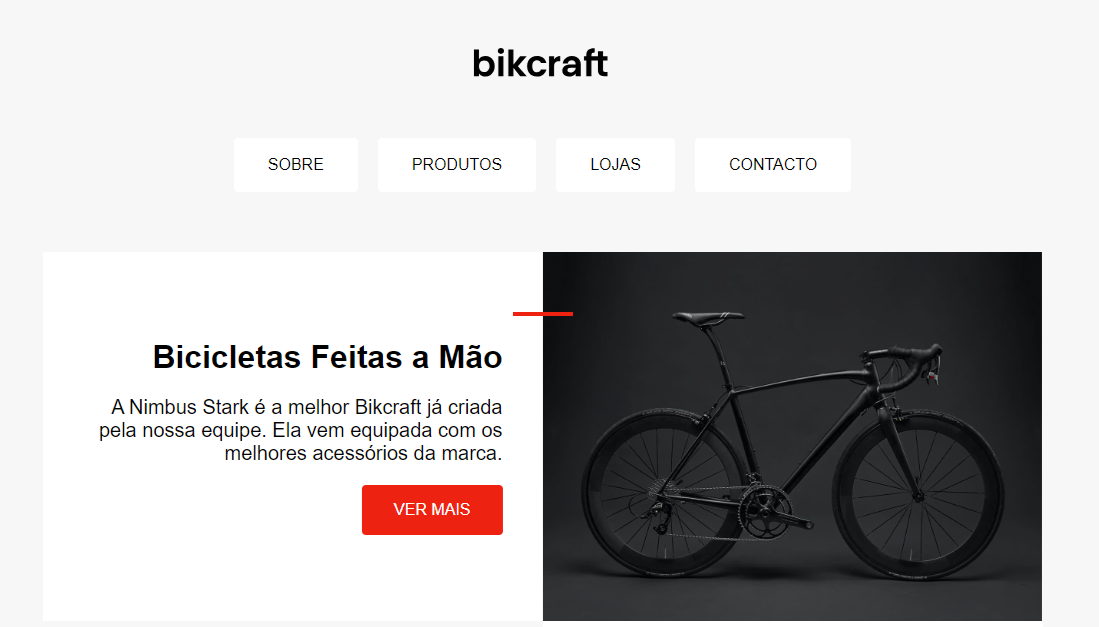 bikcraft
SOBRE
PRODUTOS
LOJAS
CONTACTO
Bicicletas Feitas a Mão
A Nimbus Stark é a melhor Bikcraft já criada
pela nossa equipe. Ela vem equipada com os
melhores acessórios da marca.
VER MAIS